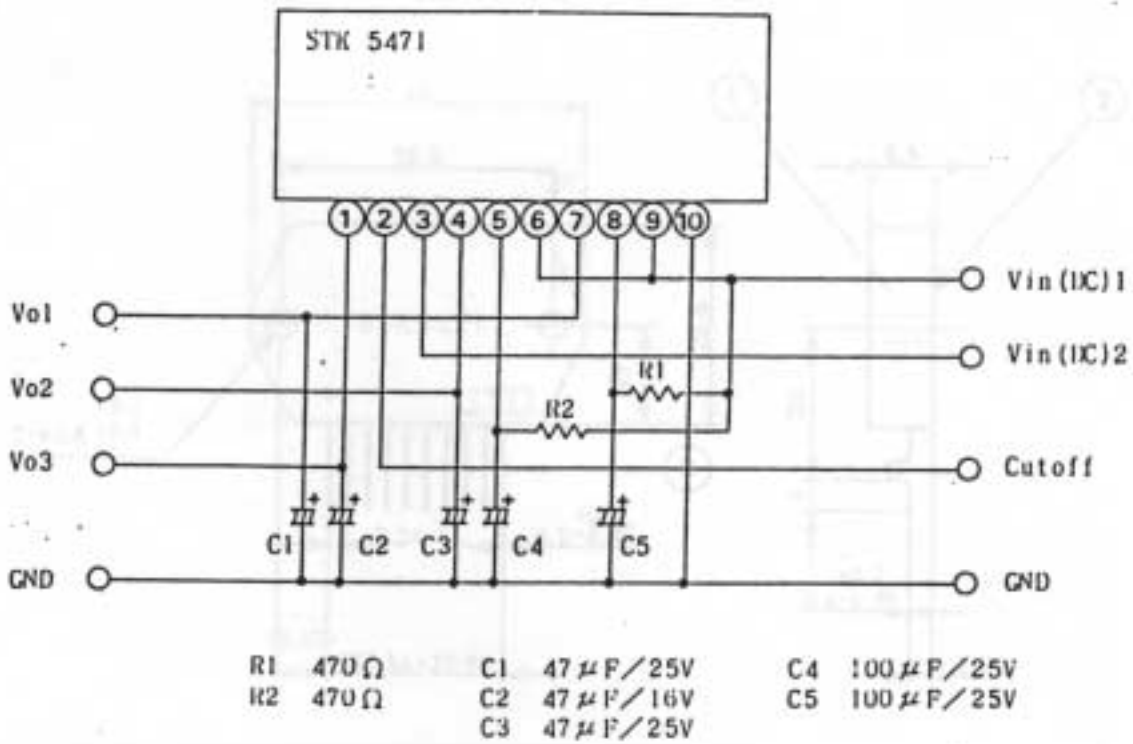 STK 5471
1 2 3 4 5 6 7 8 9 10
Vin(DC)1
Vo1
Vin(DC)2
R1
Vo2
R2
Vo3
Cutoff
C1 C2 C3 C4 C5
GND GND
R1 470Ω C1 47μF/25V C4 100μF/25V
R2 470Ω C2 47μF/16V C5 100μF/25V
C3 47μF/25V